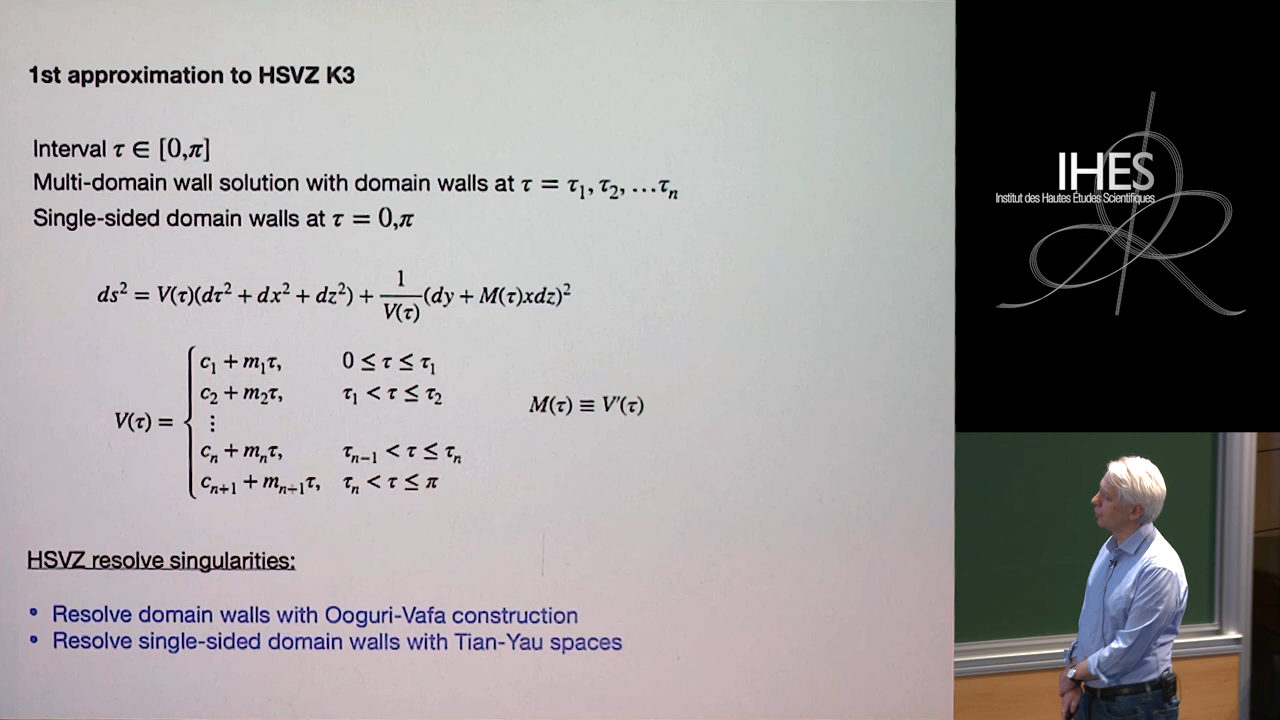 1st approximation to HSVZ K3
Interval τ ∈ [0,π]
Multi-domain wall solution with domain walls at τ = τ₁, τ₂, …τₙ
Single-sided domain walls at τ = 0,π
ds² = V(τ)(dτ² + dx² + dz²) + 1/V(τ) (dy + M(τ)xdz)²
V(τ) = { c₁ + m₁τ, 0 ≤ τ ≤ τ₁
c₂ + m₂τ, τ₁ < τ ≤ τ₂
⋮
cₙ + mₙτ, τₙ₋₁ < τ ≤ τₙ
cₙ₊₁ + mₙ₊₁τ, τₙ < τ ≤ π
M(τ) ≡ V′(τ)
HSVZ resolve singularities:
• Resolve domain walls with Ooguri-Vafa construction
• Resolve single-sided domain walls with Tian-Yau spaces
IHES
Institut des Hautes Études Scientifiques